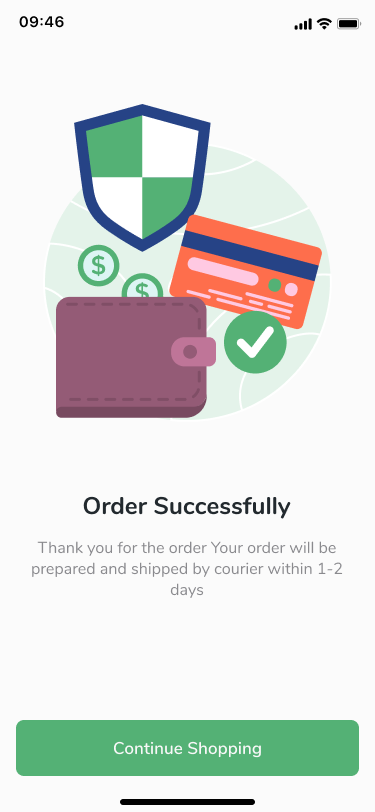 09:46
$
$
Order Successfully
Thank you for the order Your order will be
prepared and shipped by courier within 1-2
days
Continue Shopping